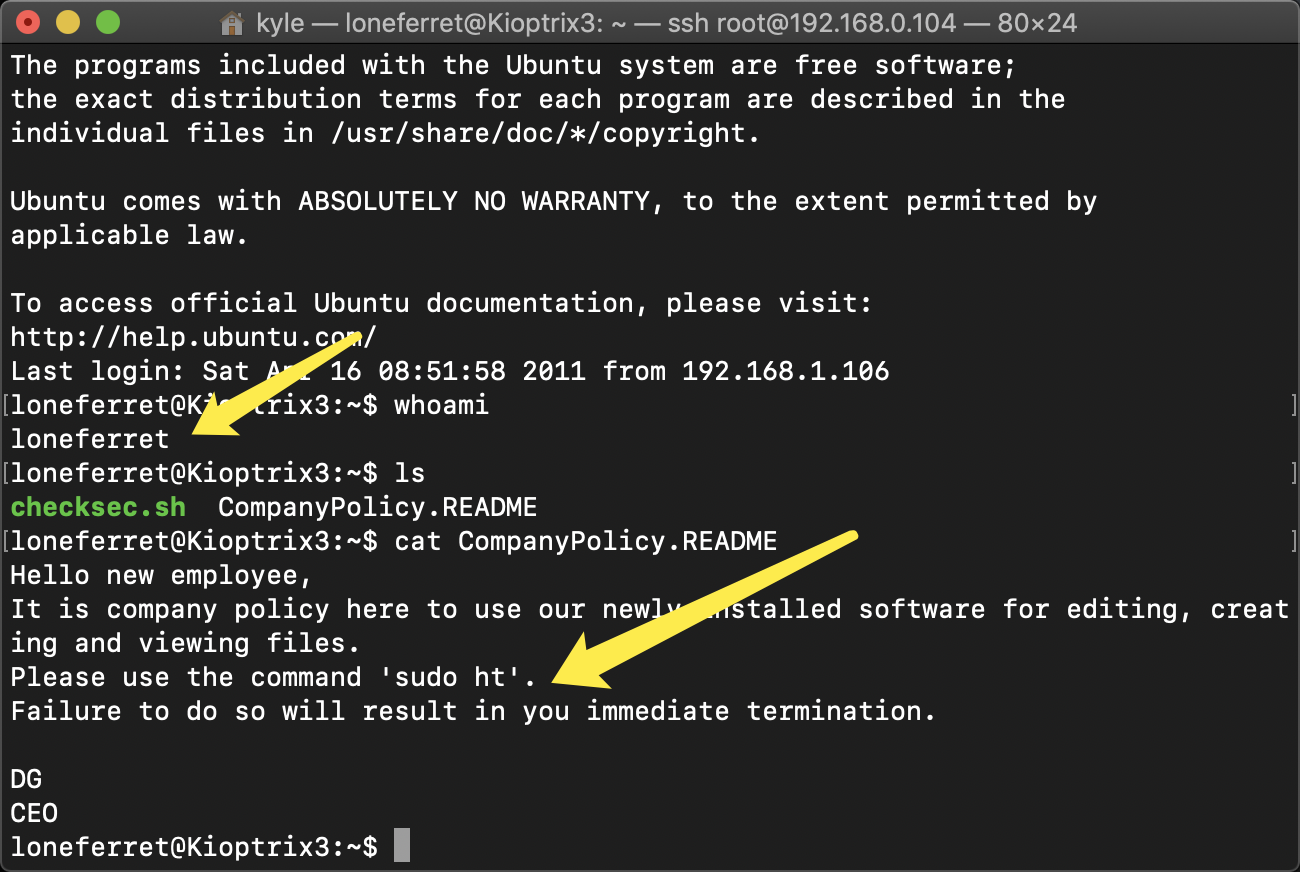 kyle — loneferret@Kioptrix3: ~ — ssh root@192.168.0.104 — 80×24
The programs included with the Ubuntu system are free software;
the exact distribution terms for each program are described in the
individual files in /usr/share/doc/*/copyright.
Ubuntu comes with ABSOLUTELY NO WARRANTY, to the extent permitted by
applicable law.
To access official Ubuntu documentation, please visit:
http://help.ubuntu.com/
Last login: Sat Apr 16 08:51:58 2011 from 192.168.1.106
[loneferret@Kioptrix3:~$ whoami ]
loneferret
[loneferret@Kioptrix3:~$ ls ]
checksec.sh  CompanyPolicy.README
[loneferret@Kioptrix3:~$ cat CompanyPolicy.README ]
Hello new employee,
It is company policy here to use our newly installed software for editing, creat
ing and viewing files.
Please use the command 'sudo ht'.
Failure to do so will result in you immediate termination.
DG
CEO
loneferret@Kioptrix3:~$